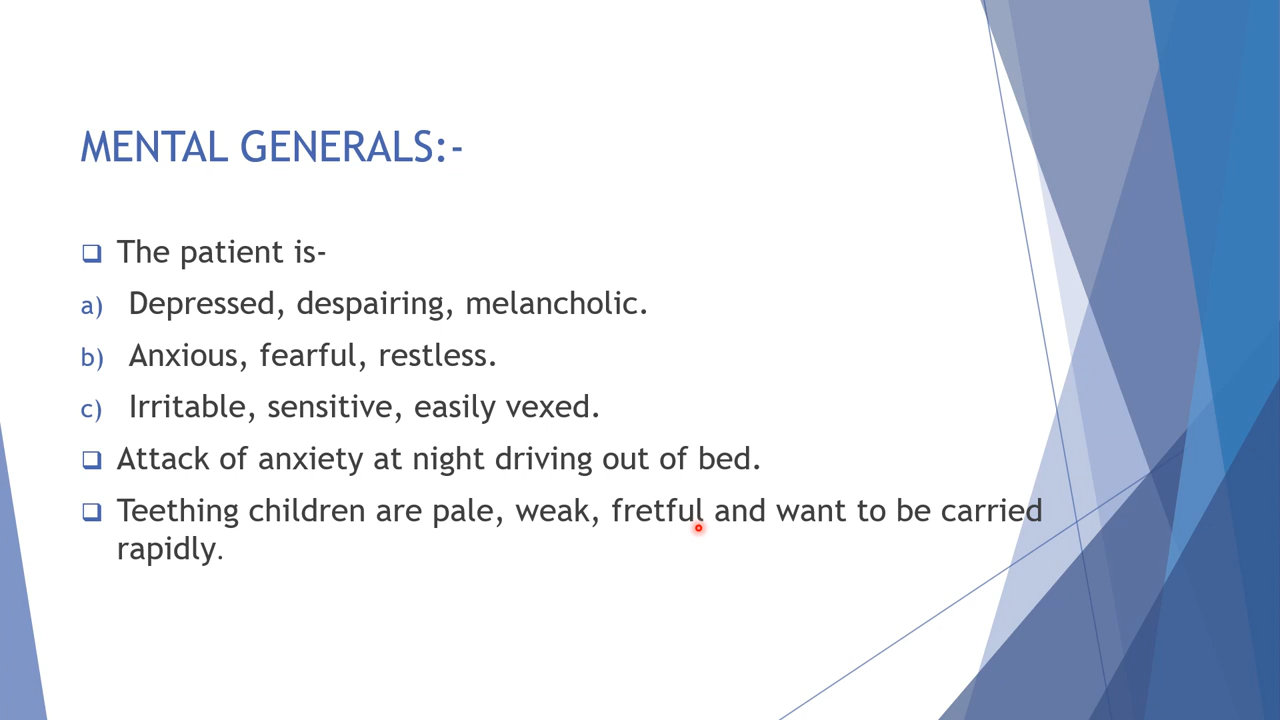 MENTAL GENERALS:-
The patient is-
a) Depressed, despairing, melancholic.
b) Anxious, fearful, restless.
c) Irritable, sensitive, easily vexed.
Attack of anxiety at night driving out of bed.
Teething children are pale, weak, fretful and want to be carried
rapidly.